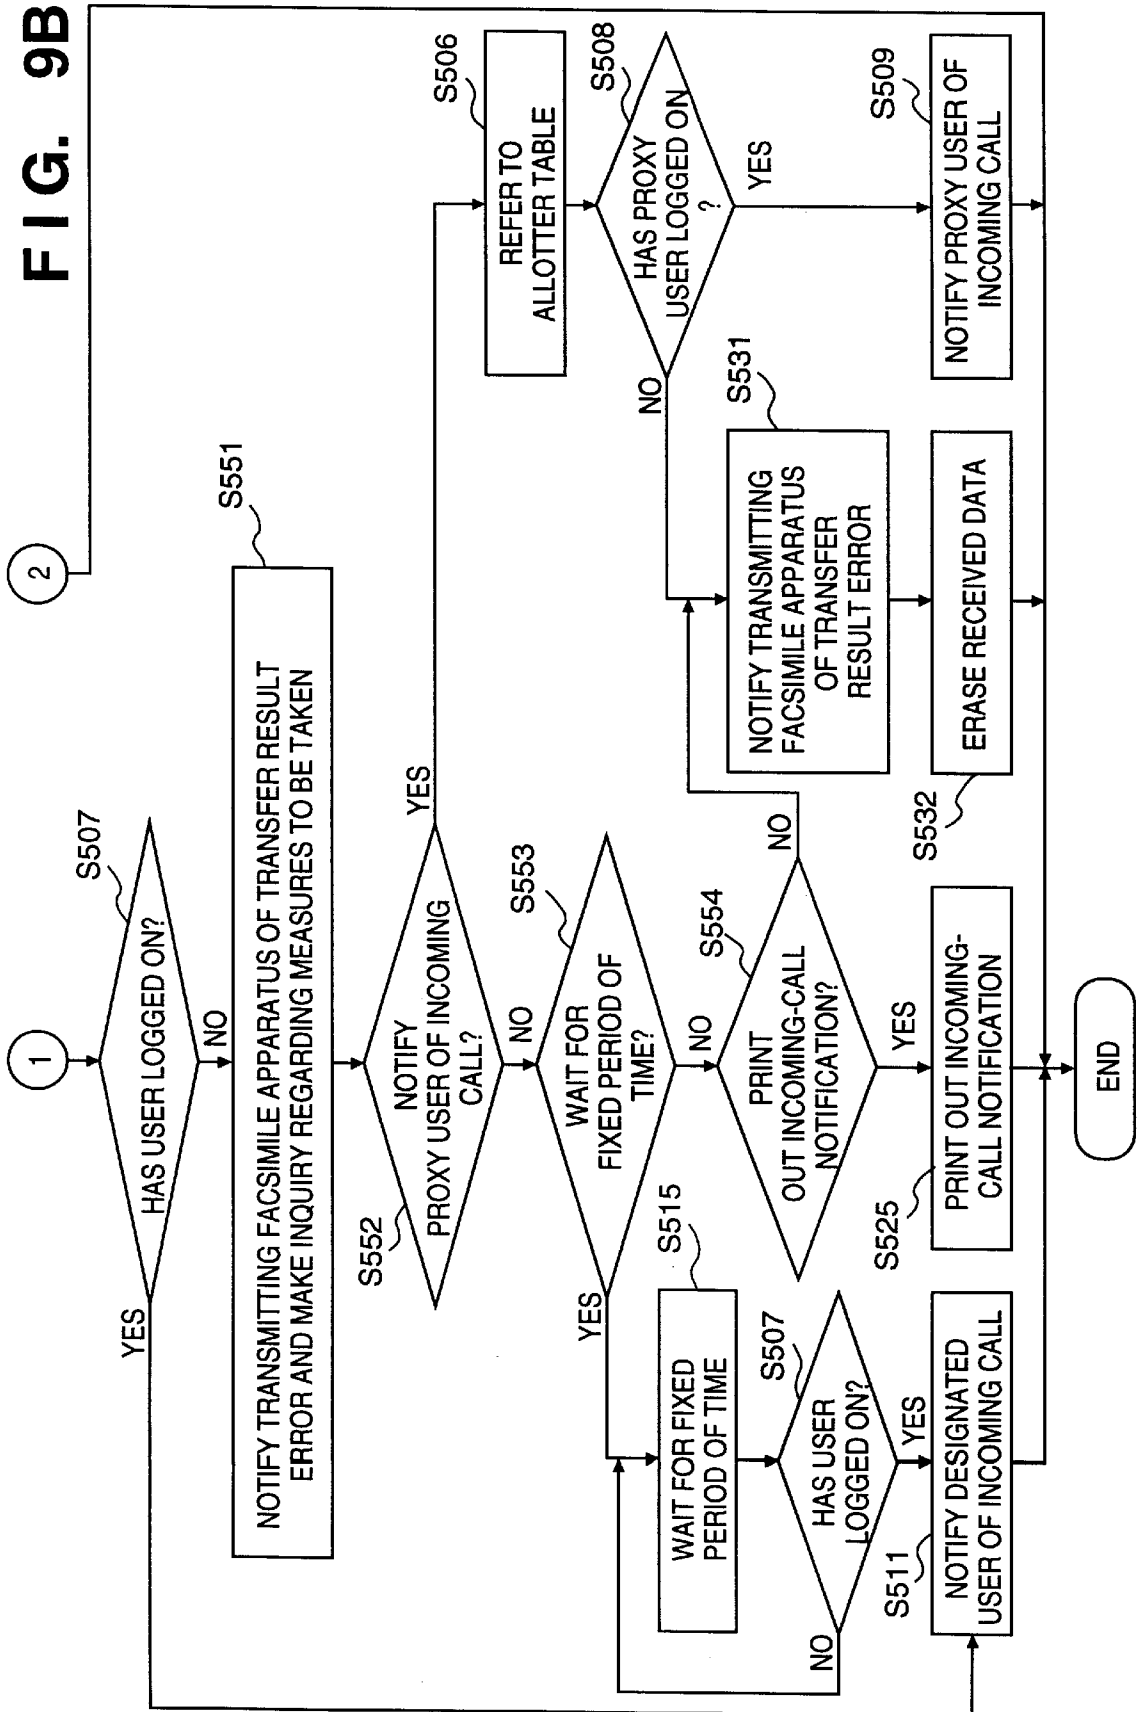 FIG. 9B
1
2
S507
HAS USER LOGGED ON?
YES
NO
S551
NOTIFY TRANSMITTING FACSIMILE APPARATUS OF TRANSFER RESULT
ERROR AND MAKE INQUIRY REGARDING MEASURES TO BE TAKEN
S552
NOTIFY
PROXY USER OF INCOMING
CALL?
YES
NO
S506
REFER TO
ALLOTTER TABLE
S553
WAIT FOR
FIXED PERIOD OF
TIME?
YES
NO
S508
HAS PROXY
USER LOGGED ON
?
NO
YES
S515
WAIT FOR FIXED
PERIOD OF TIME
S554
PRINT
OUT INCOMING-CALL
NOTIFICATION?
NO
YES
S531
NOTIFY TRANSMITTING
FACSIMILE APPARATUS
OF TRANSFER
RESULT ERROR
S507
HAS USER
LOGGED ON?
NO
YES
S511
NOTIFY DESIGNATED
USER OF INCOMING CALL
S525
PRINT OUT INCOMING-
CALL NOTIFICATION
S532
ERASE RECEIVED DATA
S509
NOTIFY PROXY USER OF
INCOMING CALL
END